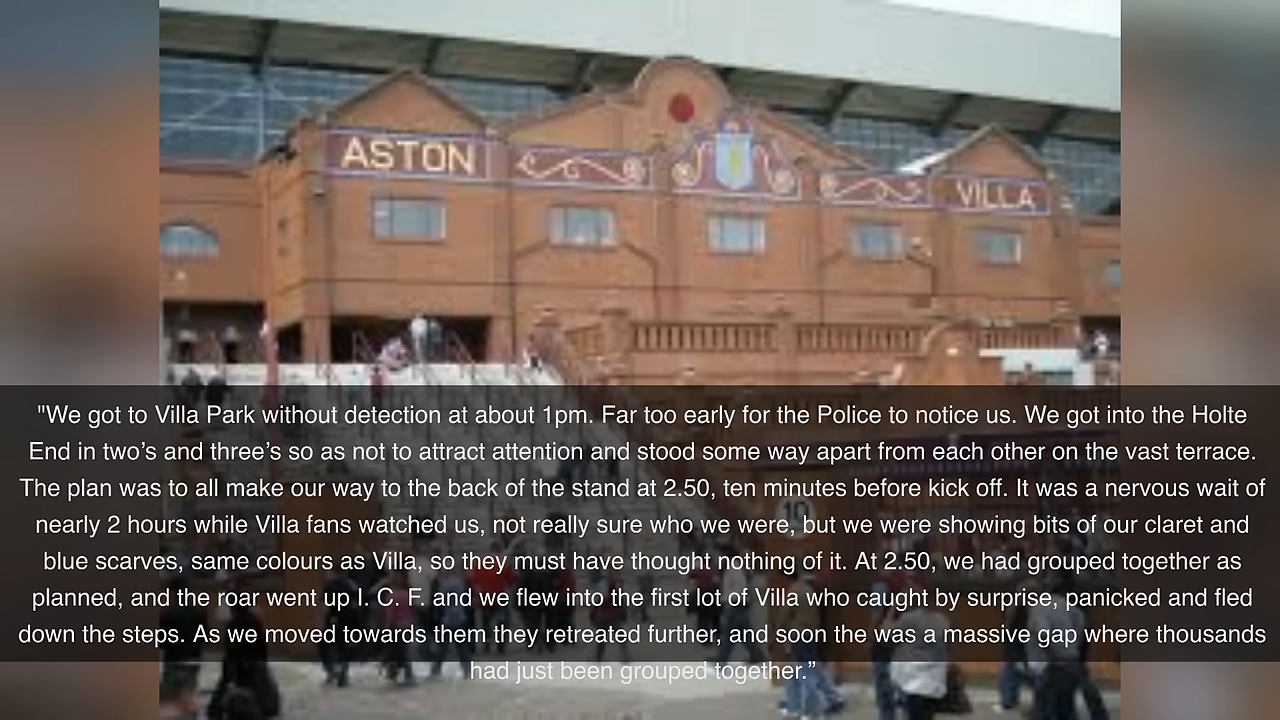 ASTON
VILLA
"We got to Villa Park without detection at about 1pm. Far too early for the Police to notice us. We got into the Holte
End in two’s and three’s so as not to attract attention and stood some way apart from each other on the vast terrace.
The plan was to all make our way to the back of the stand at 2.50, ten minutes before kick off. It was a nervous wait of
nearly 2 hours while Villa fans watched us, not really sure who we were, but we were showing bits of our claret and
blue scarves, same colours as Villa, so they must have thought nothing of it. At 2.50, we had grouped together as
planned, and the roar went up I. C. F. and we flew into the first lot of Villa who caught by surprise, panicked and fled
down the steps. As we moved towards them they retreated further, and soon the was a massive gap where thousands
had just been grouped together.”